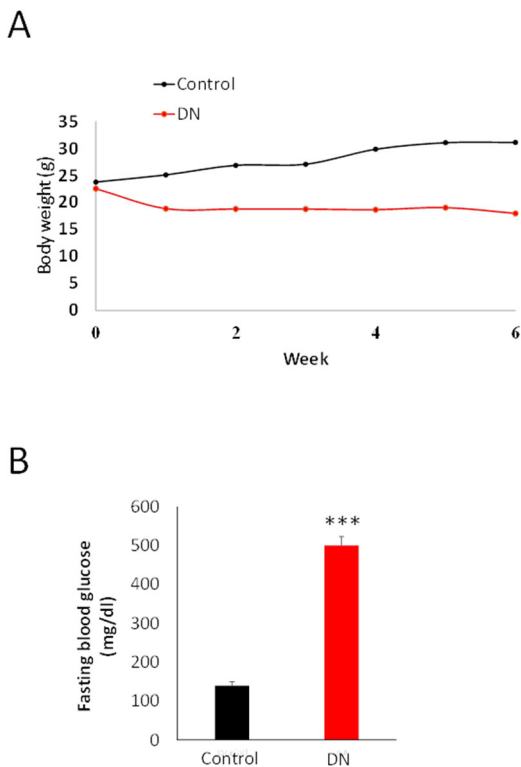 A
Control
DN
35
30
25
20
15
10
5
0
Body weight (g)
0 2 4 6
Week
B
600
500
400
300
200
100
0
Fasting blood glucose
(mg/dl)
***
Control DN